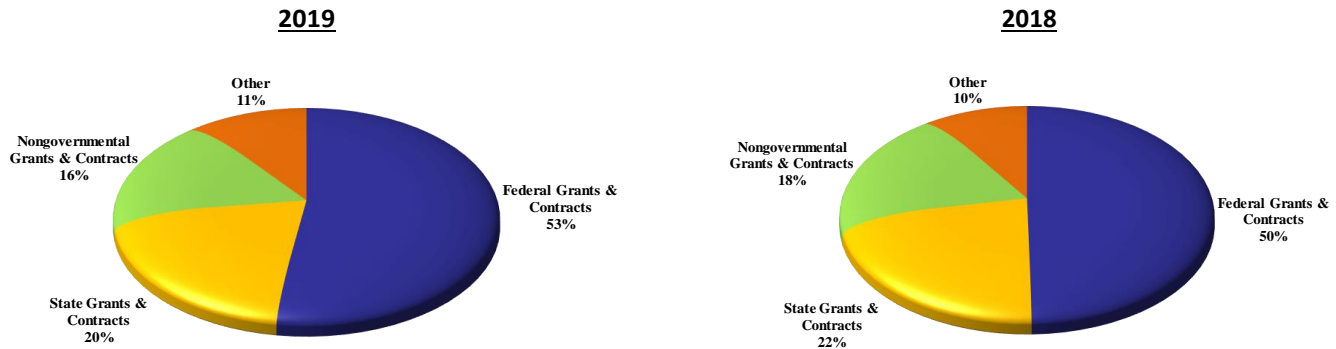 2019
Other
11%
Nongovernmental
Grants & Contracts
16%
Federal Grants &
Contracts
53%
State Grants &
Contracts
20%
2018
Other
10%
Nongovernmental
Grants & Contracts
18%
Federal Grants &
Contracts
50%
State Grants &
Contracts
22%